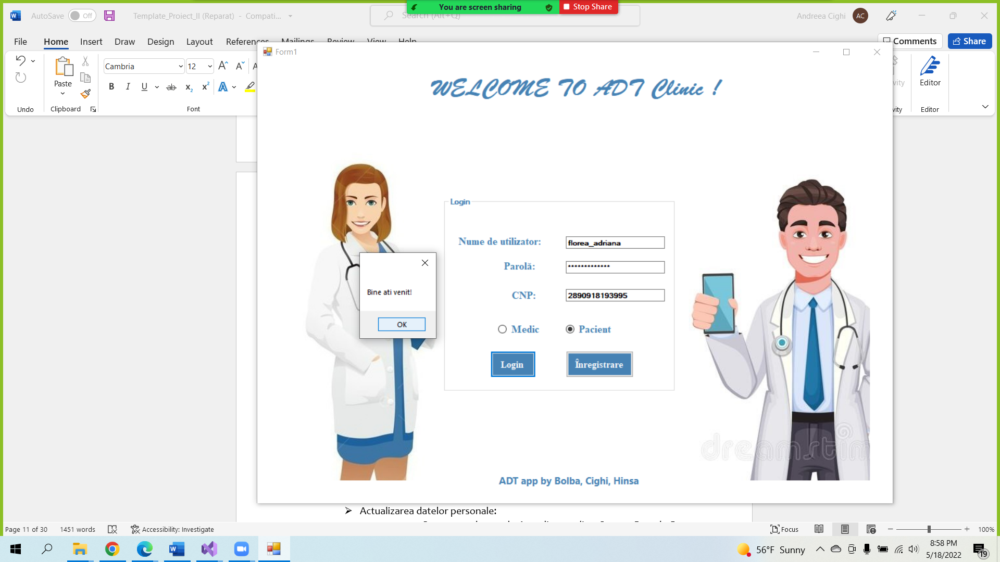 You are screen sharing
Stop Share
AutoSave Off
Template_Proiect_II (Reparat) - Compati...
Search (Alt+Q)
Andreea Cighi
AC
File Home Insert Draw Design Layout References Mailings Review View Help
Comments
Share
Cambria
12
Paste
Editor
Undo
Clipboard
Font
Editor
Form1
WELCOME TO ADT Clinic !
Login
Nume de utilizator:
florea_adriana
Parolă:
CNP:
2890918193995
Medic
Pacient
Login
Înregistrare
Bine ati venit!
OK
dreamstim
ADT app by Bolba, Cighi, Hinsa
Actualizarea datelor personale:
Page 11 of 30
1451 words
Accessibility: Investigate
Focus
100%
56°F Sunny
8:58 PM
5/18/2022
19